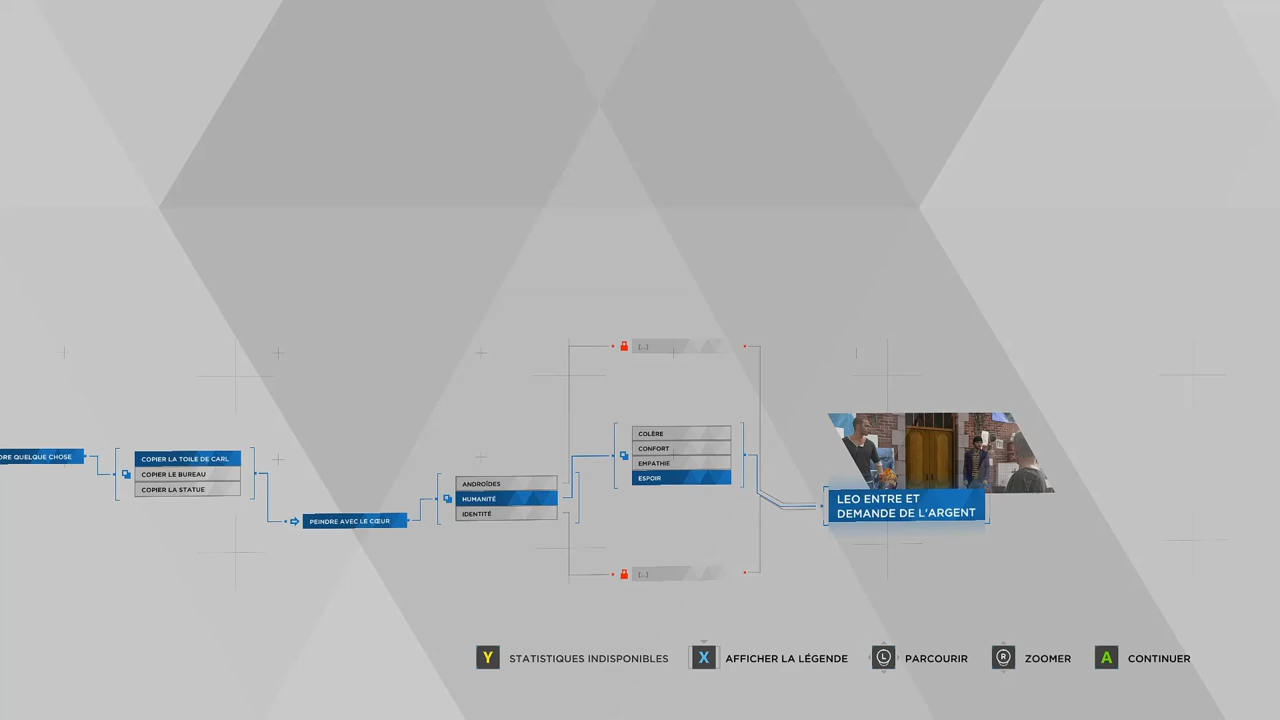 [...]
COLÈRE
CONFORT
EMPATHIE
ESPOIR
DRE QUELQUE CHOSE
COPIER LA TOILE DE CARL
COPIER LE BUREAU
COPIER LA STATUE
ANDROÏDES
HUMANITÉ
IDENTITÉ
PEINDRE AVEC LE CŒUR
LEO ENTRE ET
DEMANDE DE L'ARGENT
[...]
Y STATISTIQUES INDISPONIBLES
X AFFICHER LA LÉGENDE
L PARCOURIR
R ZOOMER
A CONTINUER